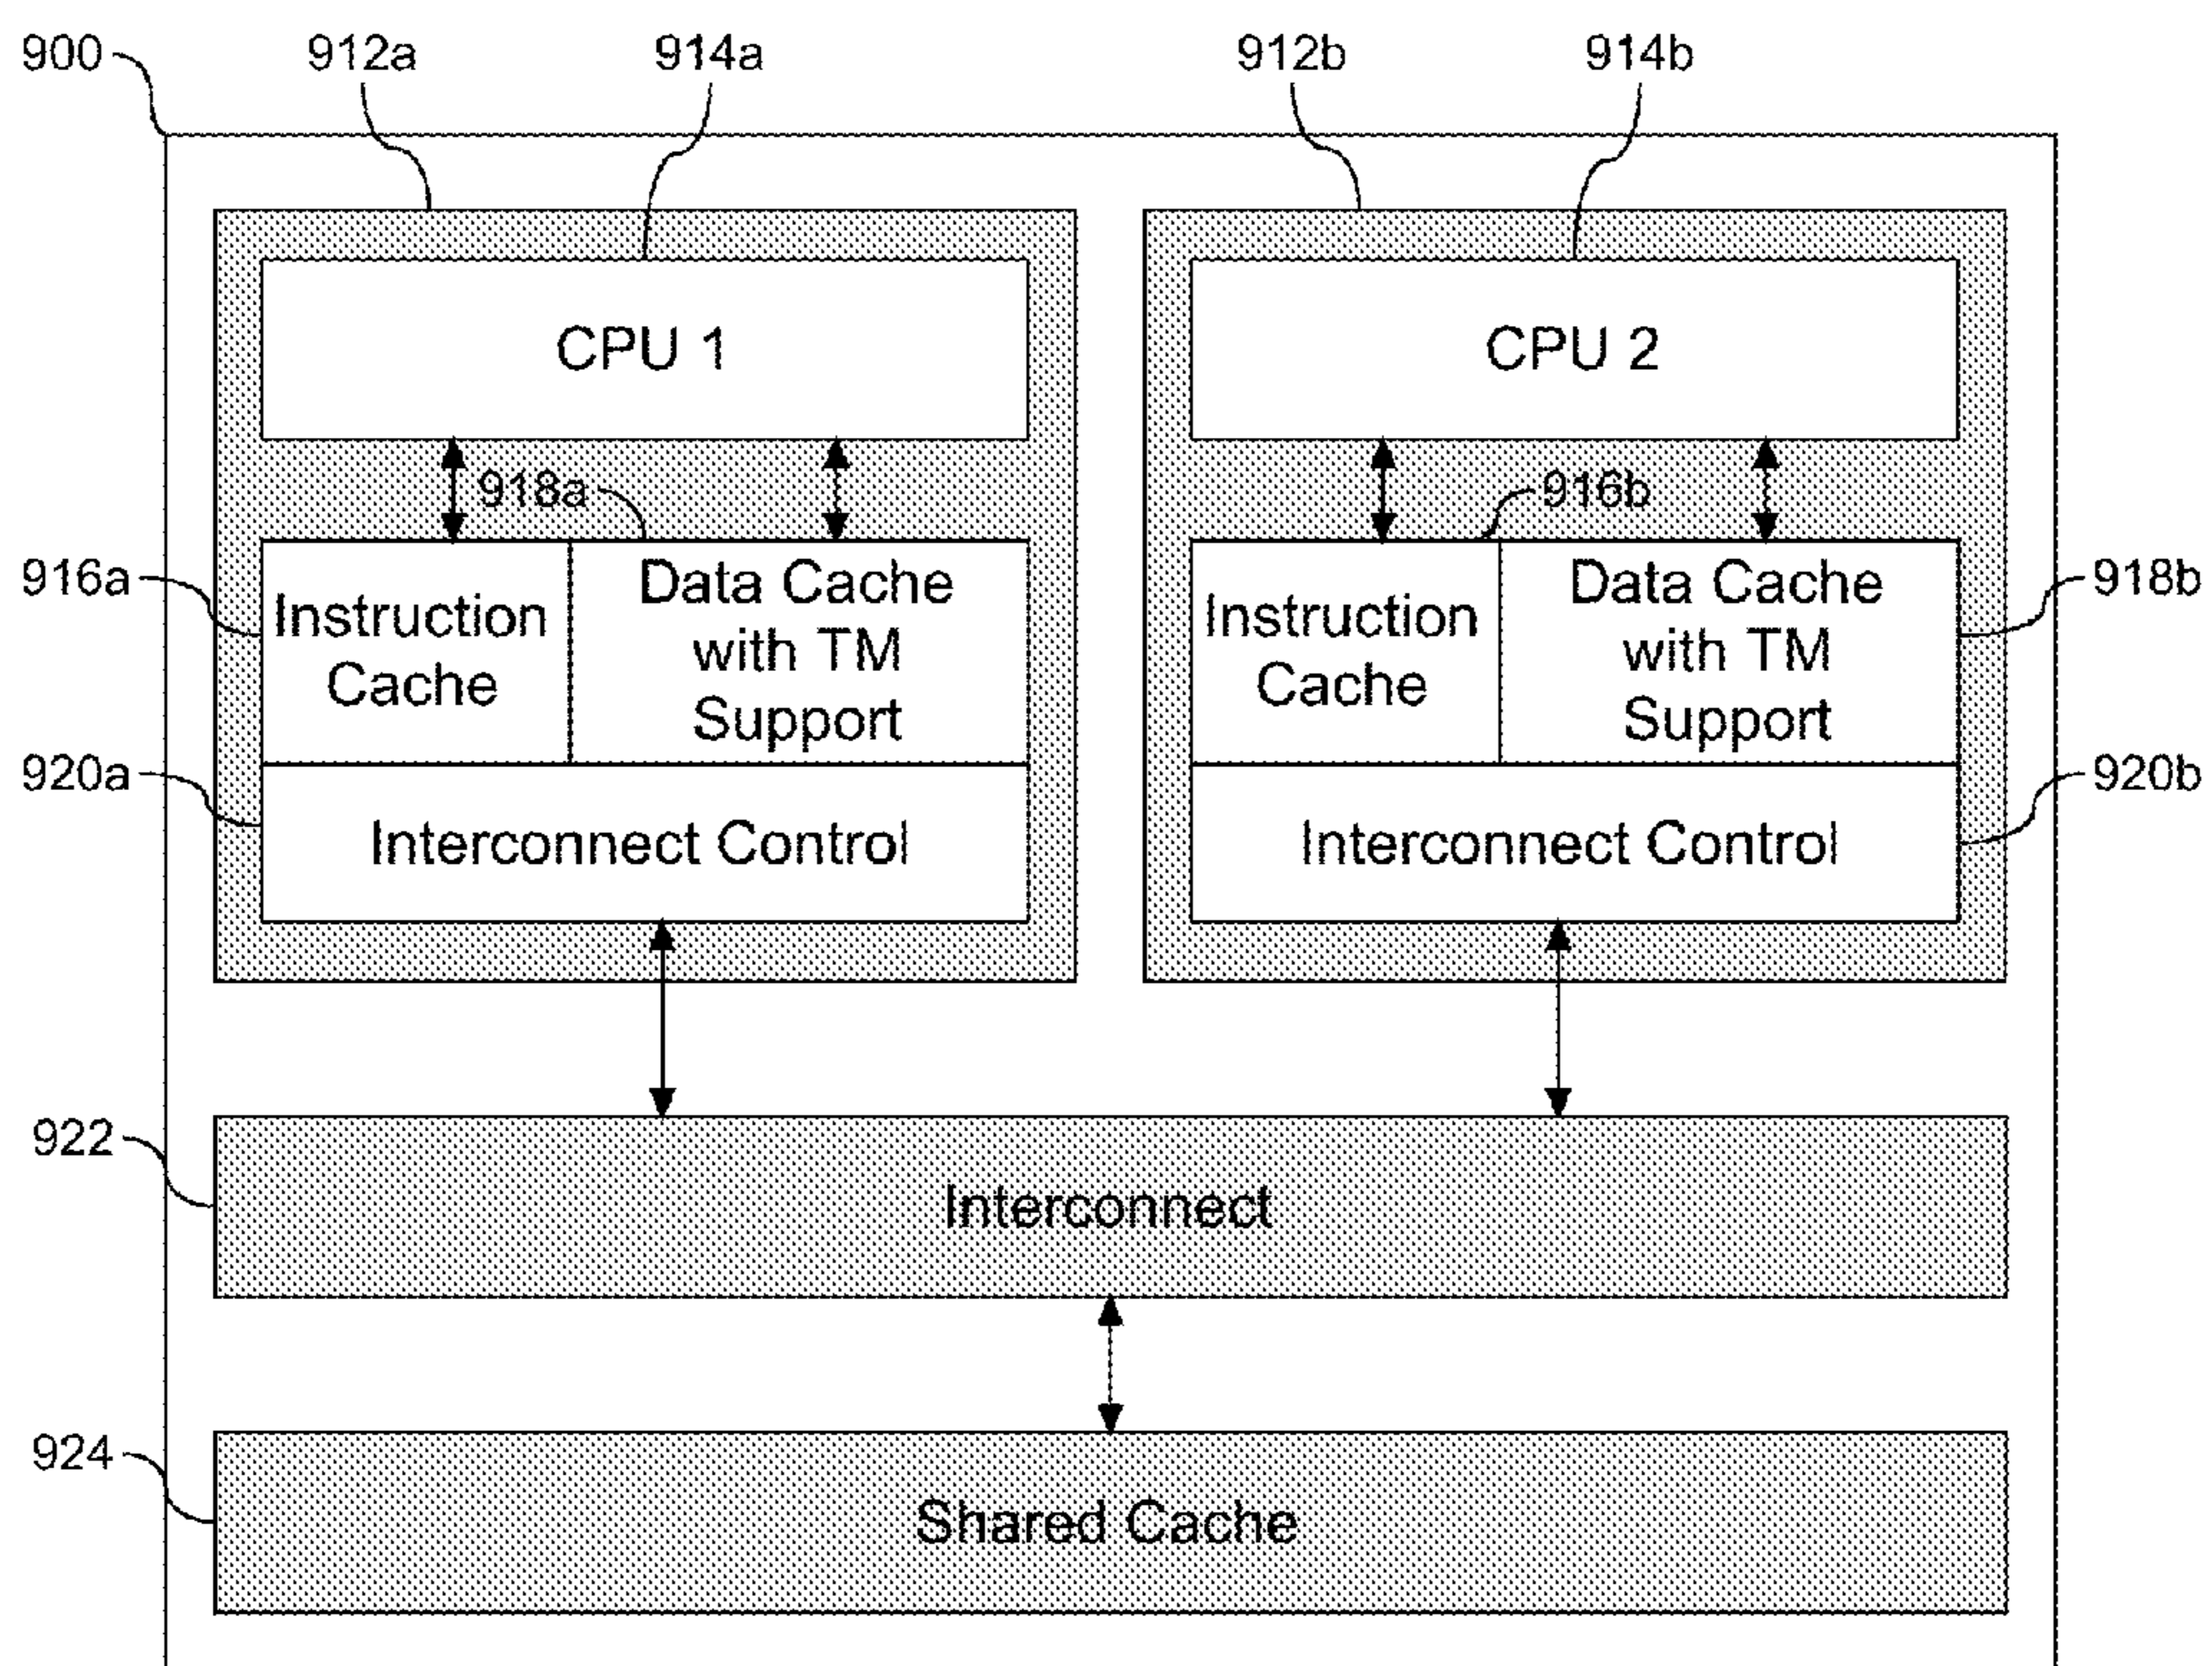 900 912a 914a 912b 914b
CPU 1
CPU 2
918a
916b
916a
Instruction
Cache
Data Cache
with TM
Support
Instruction
Cache
Data Cache
with TM
Support
918b
920a
Interconnect Control
Interconnect Control
920b
922
Interconnect
924
Shared Cache